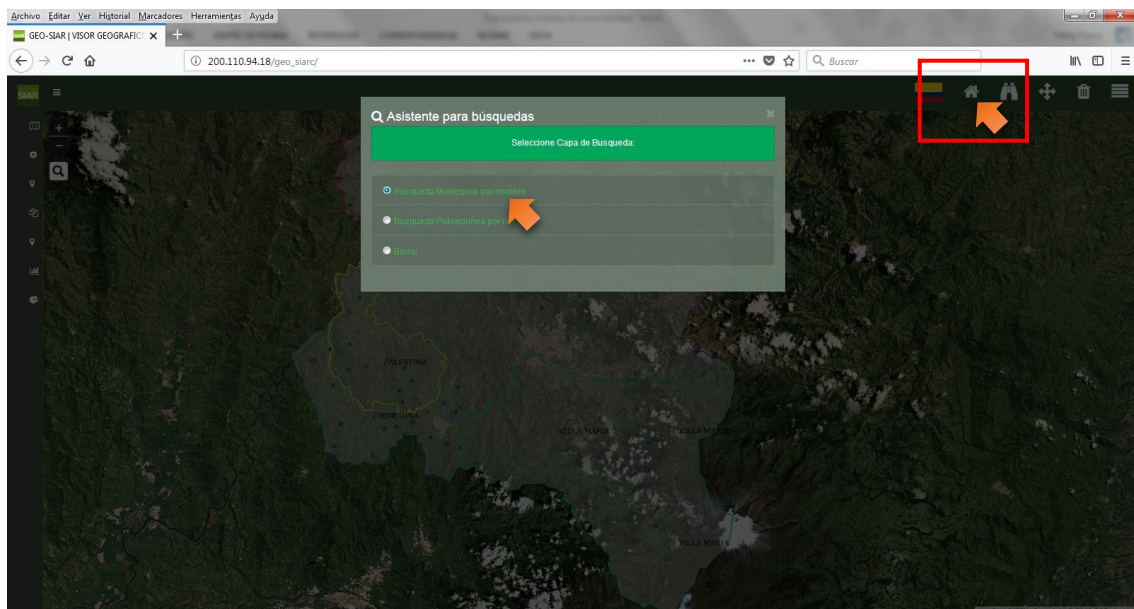 Archivo Editar Ver Historial Marcadores Herramientas Ayuda
GEO-SIAR | VISOR GEOGRAFIC
200.110.94.18/geo_siarc/
Buscar
SIAR
Asistente para búsquedas
Seleccione Capa de Busqueda:
Busqueda Municipios por nombre
Busqueda Poblaciones por
Borrar
PALESTINA
CHINCHINA
VILLA MARIA
VILLA MARIA
VILLA MARIA